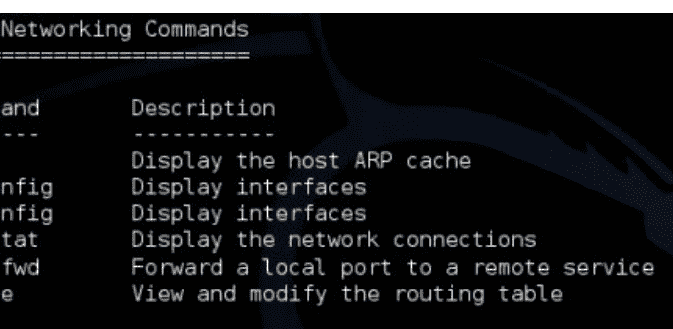 Networking Commands
===================
and Description
--- -----------
Display the host ARP cache
nfig Display interfaces
nfig Display interfaces
tat Display the network connections
fwd Forward a local port to a remote service
e View and modify the routing table